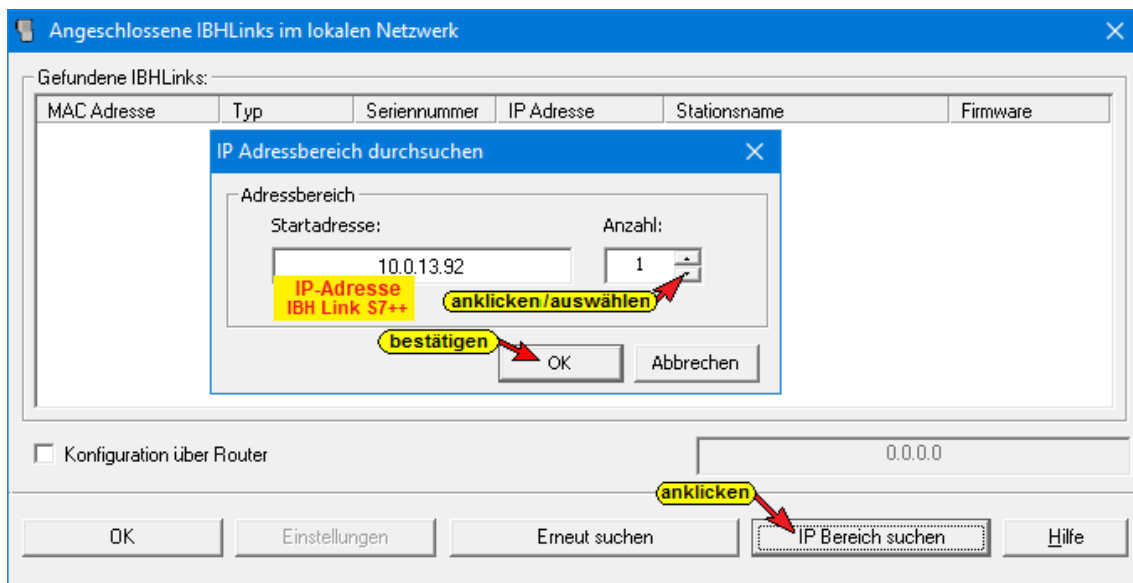 Angeschlossene IBHLinks im lokalen Netzwerk
Gefundene IBHLinks:
MAC Adresse Typ Seriennummer IP Adresse Stationsname Firmware
IP Adressbereich durchsuchen
Adressbereich
Startadresse: Anzahl:
10.0.13.92 1
IP-Adresse
IBH Link S7++
anklicken/auswählen
bestätigen
OK Abbrechen
Konfiguration über Router 0.0.0.0
anklicken
OK Einstellungen Erneut suchen IP Bereich suchen Hilfe